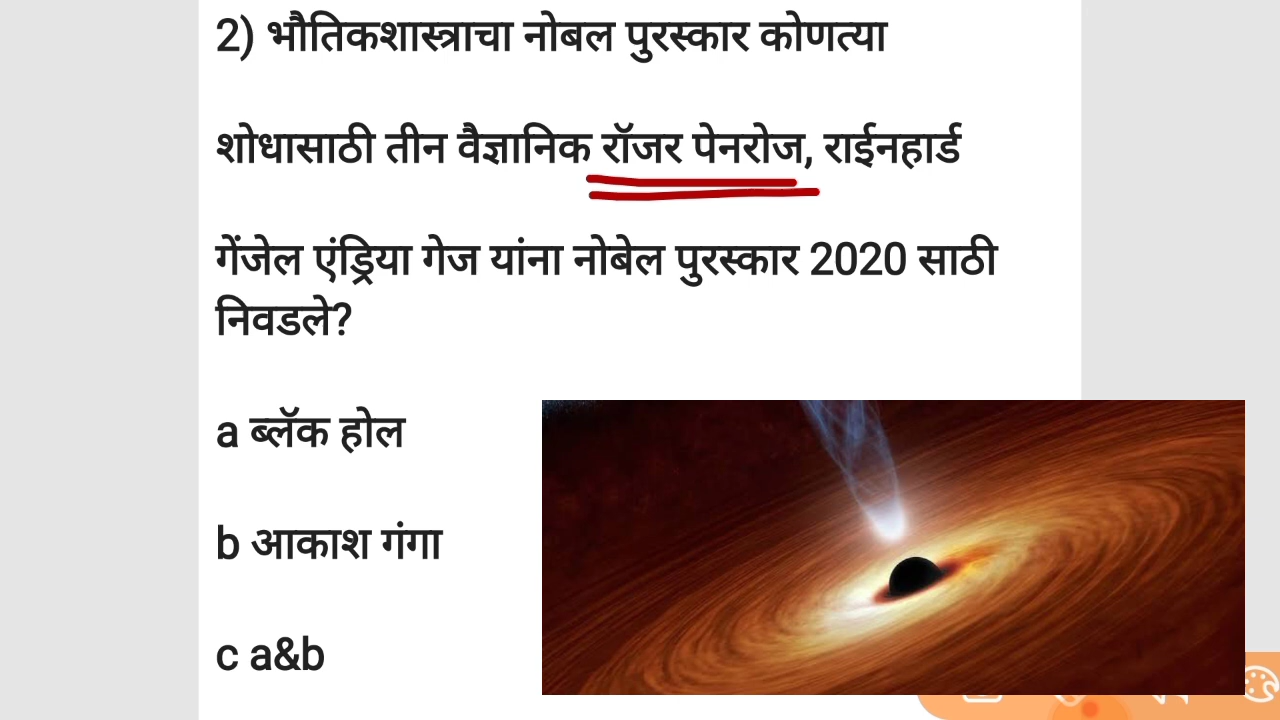 2) भौतिकशास्त्राचा नोबल पुरस्कार कोणत्या
शोधासाठी तीन वैज्ञानिक रॉजर पेनरोज, राईनहार्ड
गेंजेल एंड्रिया गेज यांना नोबेल पुरस्कार 2020 साठी
निवडले?
a ब्लॅक होल
b आकाश गंगा
c a&b